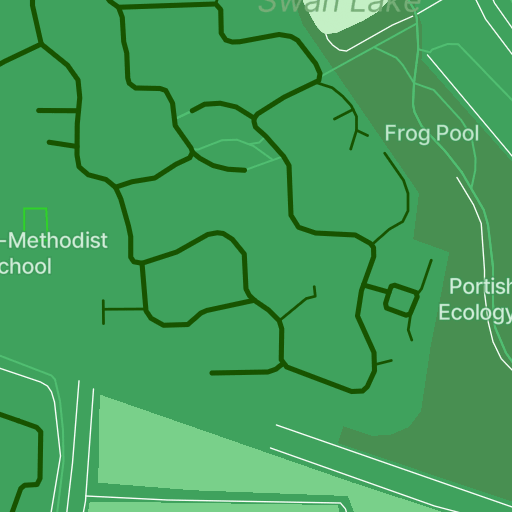 Swan Lake
Frog Pool
-Methodist
chool
Portish
Ecology